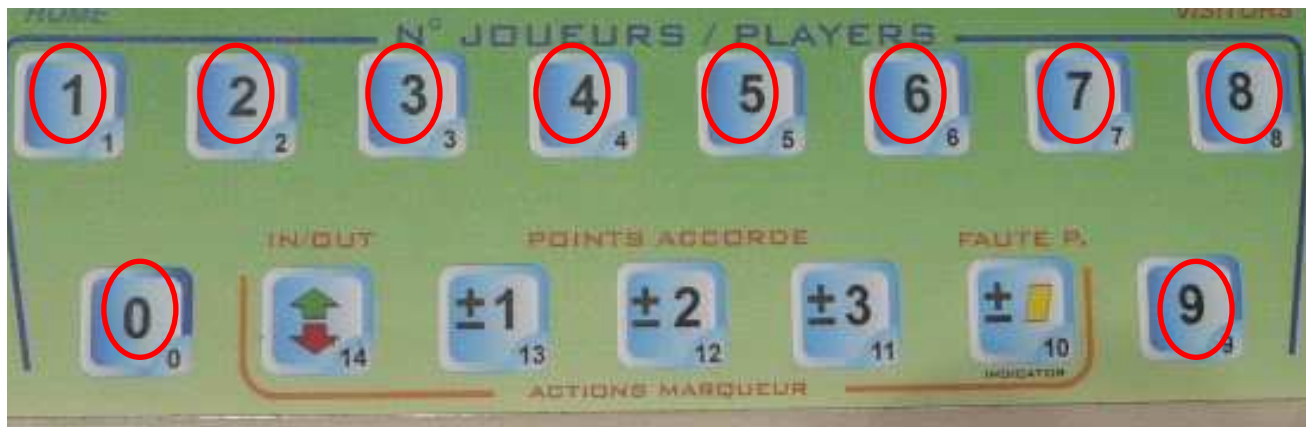 HOME
VISITORS
N° JOUEURS / PLAYERS
1 2 3 4 5 6 7 8
1 2 3 4 5 6 7 8
IN/OUT POINTS ACCORDE FAUTE P.
0 ±1 ±2 ±3 ± 9
0 14 13 12 11 10 9
INDICATOR
ACTIONS MARQUEUR